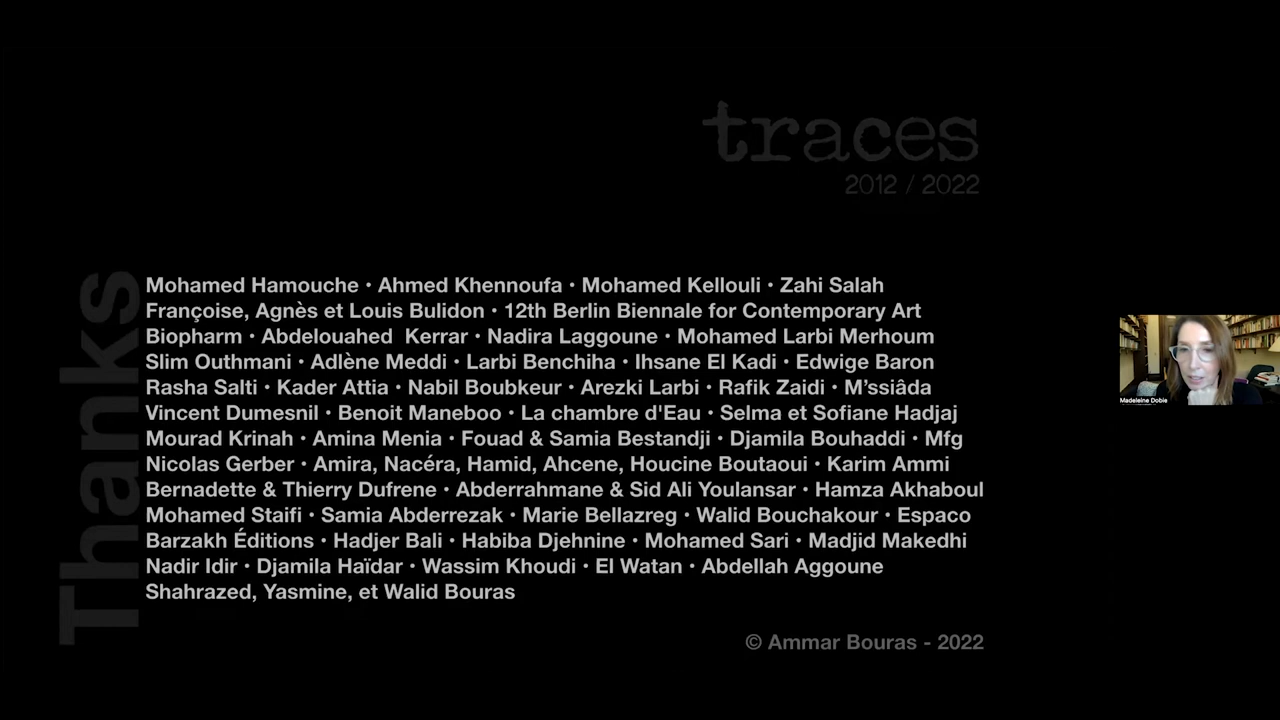 traces
2012 / 2022
Thanks
Mohamed Hamouche • Ahmed Khennoufa • Mohamed Kellouli • Zahi Salah
Françoise, Agnès et Louis Bulidon • 12th Berlin Biennale for Contemporary Art
Biopharm • Abdelouahed Kerrar • Nadira Laggoune • Mohamed Larbi Merhoum
Slim Outhmani • Adlène Meddi • Larbi Benchiha • Ihsane El Kadi • Edwige Baron
Rasha Salti • Kader Attia • Nabil Boubkeur • Arezki Larbi • Rafik Zaidi • M’ssiâda
Vincent Dumesnil • Benoit Maneboo • La chambre d'Eau • Selma et Sofiane Hadjaj
Mourad Krinah • Amina Menia • Fouad & Samia Bestandji • Djamila Bouhaddi • Mfg
Nicolas Gerber • Amira, Nacéra, Hamid, Ahcene, Houcine Boutaoui • Karim Ammi
Bernadette & Thierry Dufrene • Abderrahmane & Sid Ali Youlansar • Hamza Akhaboul
Mohamed Staifi • Samia Abderrezak • Marie Bellazreg • Walid Bouchakour • Espaco
Barzakh Éditions • Hadjer Bali • Habiba Djehnine • Mohamed Sari • Madjid Makedhi
Nadir Idir • Djamila Haïdar • Wassim Khoudi • El Watan • Abdellah Aggoune
Shahrazed, Yasmine, et Walid Bouras
© Ammar Bouras - 2022
Madeleine Dobie